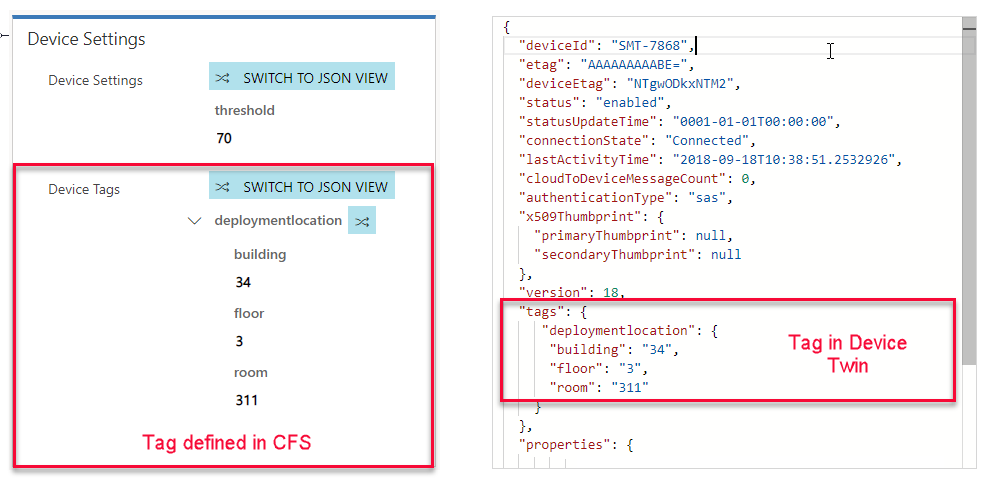 Device Settings
Device Settings
SWITCH TO JSON VIEW
threshold
70
Device Tags
SWITCH TO JSON VIEW
deploymentlocation
building
34
floor
3
room
311
Tag defined in CFS
{
"deviceId": "SMT-7868",
"etag": "AAAAAAAAABE=",
"deviceEtag": "NTgwODkxNTM2",
"status": "enabled",
"statusUpdateTime": "0001-01-01T00:00:00",
"connectionState": "Connected",
"lastActivityTime": "2018-09-18T10:38:51.2532926",
"cloudToDeviceMessageCount": 0,
"authenticationType": "sas",
"x509Thumbprint": {
"primaryThumbprint": null,
"secondaryThumbprint": null
},
"version": 18,
"tags": {
"deploymentlocation": {
"building": "34",
"floor": "3",
"room": "311"
}
},
"properties": {
Tag in Device
Twin